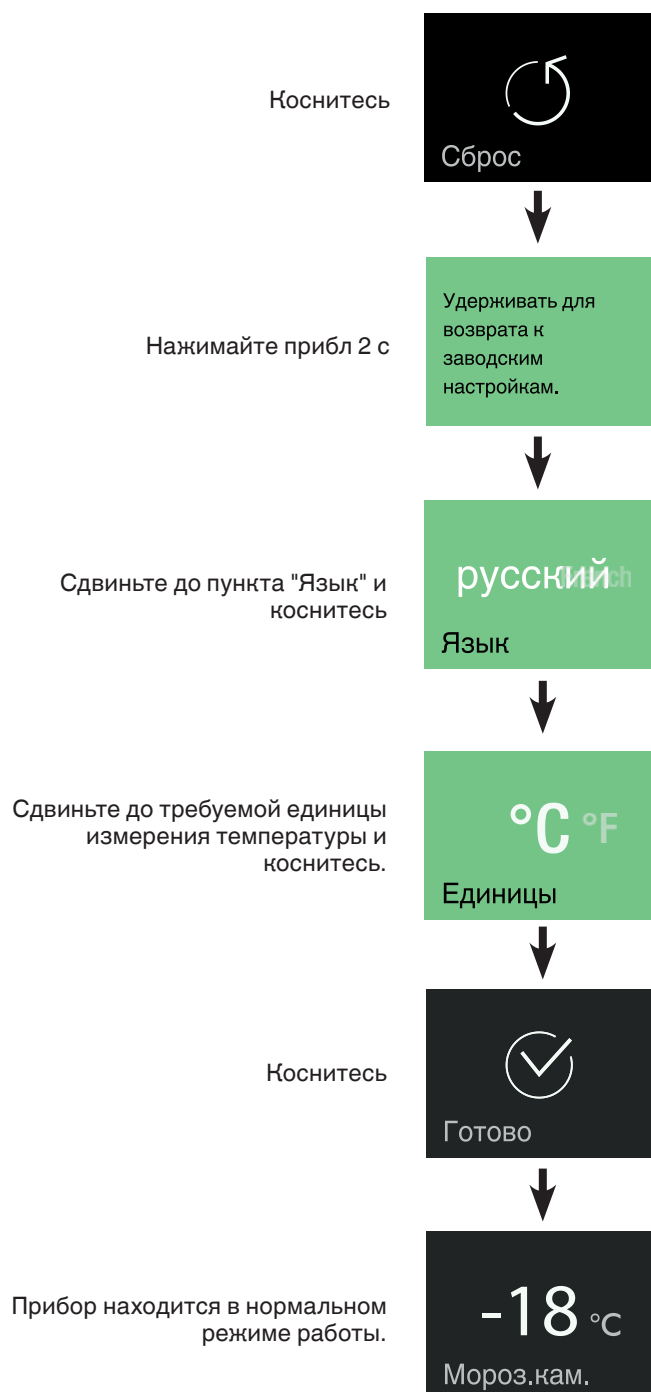 Коснитесь
Сброс
Нажимайте прибл 2 с
Удерживать для
возврата к
заводским
настройкам.
Сдвиньте до пункта "Язык" и
коснитесь
русский French
Язык
Сдвиньте до требуемой единицы
измерения температуры и
коснитесь.
°C °F
Единицы
Коснитесь
Готово
Прибор находится в нормальном
режиме работы.
-18 °C
Мороз.кам.